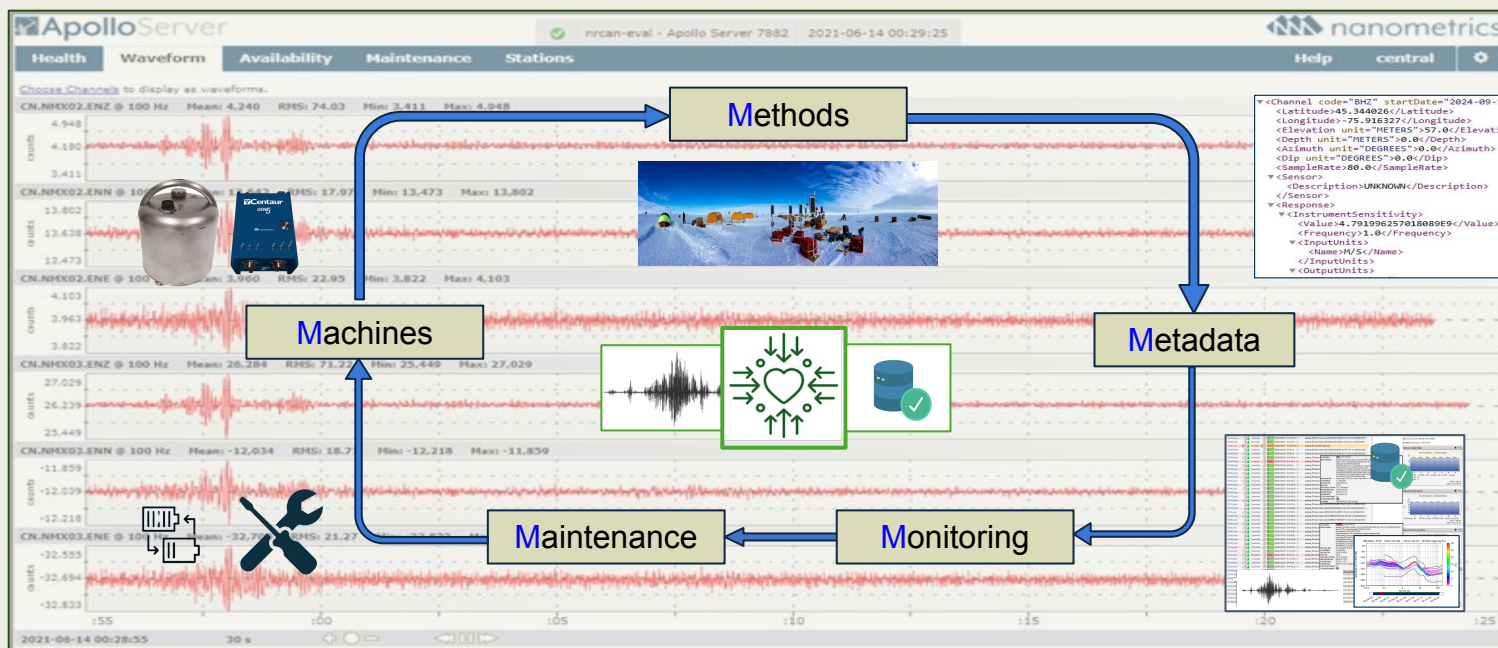 ApolloServer
nrcan-eval - Apollo Server 7882 2021-06-14 00:29:25
nanometrics
Health Waveform Availability Maintenance Stations Help central
Choose Channels to display as waveforms.
CN.NMX02.ENZ @ 100 Hz Mean: 4,240 RMS: 74.03 Min: 3,411 Max: 4,948
4.948
counts
4.180
3.411
Methods
<Channel code="BHZ" startDate="2024-09-
<Latitude>45.344026</Latitude>
<Longitude>-75.916327</Longitude>
<Elevation unit="METERS">57.0</Elevati
<Depth unit="METERS">0.0</Depth>
<Azimuth unit="DEGREES">0.0</Azimuth>
<Dip unit="DEGREES">0.0</Dip>
<SampleRate>80.0</SampleRate>
<Sensor>
<Description>UNKNOWN</Description>
</Sensor>
<Response>
<InstrumentSensitivity>
<Value>4.791996257018089E9</Value>
<Frequency>1.0</Frequency>
<InputUnits>
<Name>M/S</Name>
</InputUnits>
<OutputUnits>
CN.NMX02.ENN @ 100 RMS: 17.97 Min: 13,473 Max: 13,802
13.802
counts
13.628
13.473
Centaur
CN.NMX02.ENE @ 100 3,960 RMS: 22.95 Min: 3,822 Max: 4,103
4.103
counts
3.963
3.822
Machines
Metadata
CN.NMX03.ENZ @ 100 Hz Mean: 26,284 RMS: 71.22 Min: 25,449 Max: 27,029
27.029
counts
26.239
25.449
CN.NMX03.ENN @ 100 Hz Mean: -12,034 RMS: 18.7 Min: -12,218 Max: -11,859
-11.859
counts
-12.039
-12.218
Maintenance
Monitoring
CN.NMX03.ENE @ 100 RMS: 21.27
-32.555
counts
-32.694
-32.833
:55 :00 :15 :20 :25
2021-06-14 00:28:55 30 s